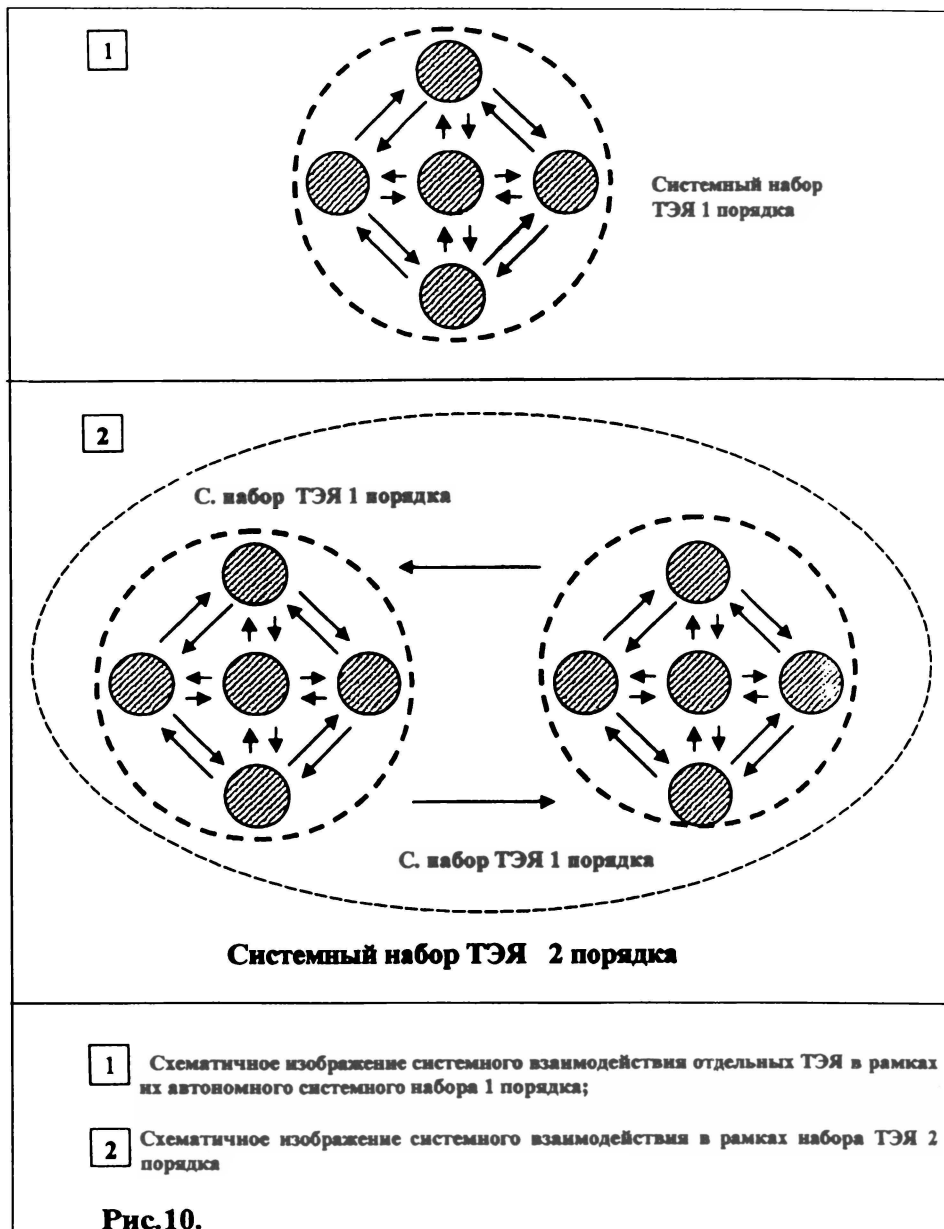 1
Системный набор
ТЭЯ 1 порядка
2
С. набор ТЭЯ 1 порядка
С. набор ТЭЯ 1 порядка
Системный набор ТЭЯ 2 порядка
1 Схематичное изображение системного взаимодействия отдельных ТЭЯ в рамках
их автономного системного набора 1 порядка;
2 Схематичное изображение системного взаимодействия в рамках набора ТЭЯ 2
порядка
Рис.10.